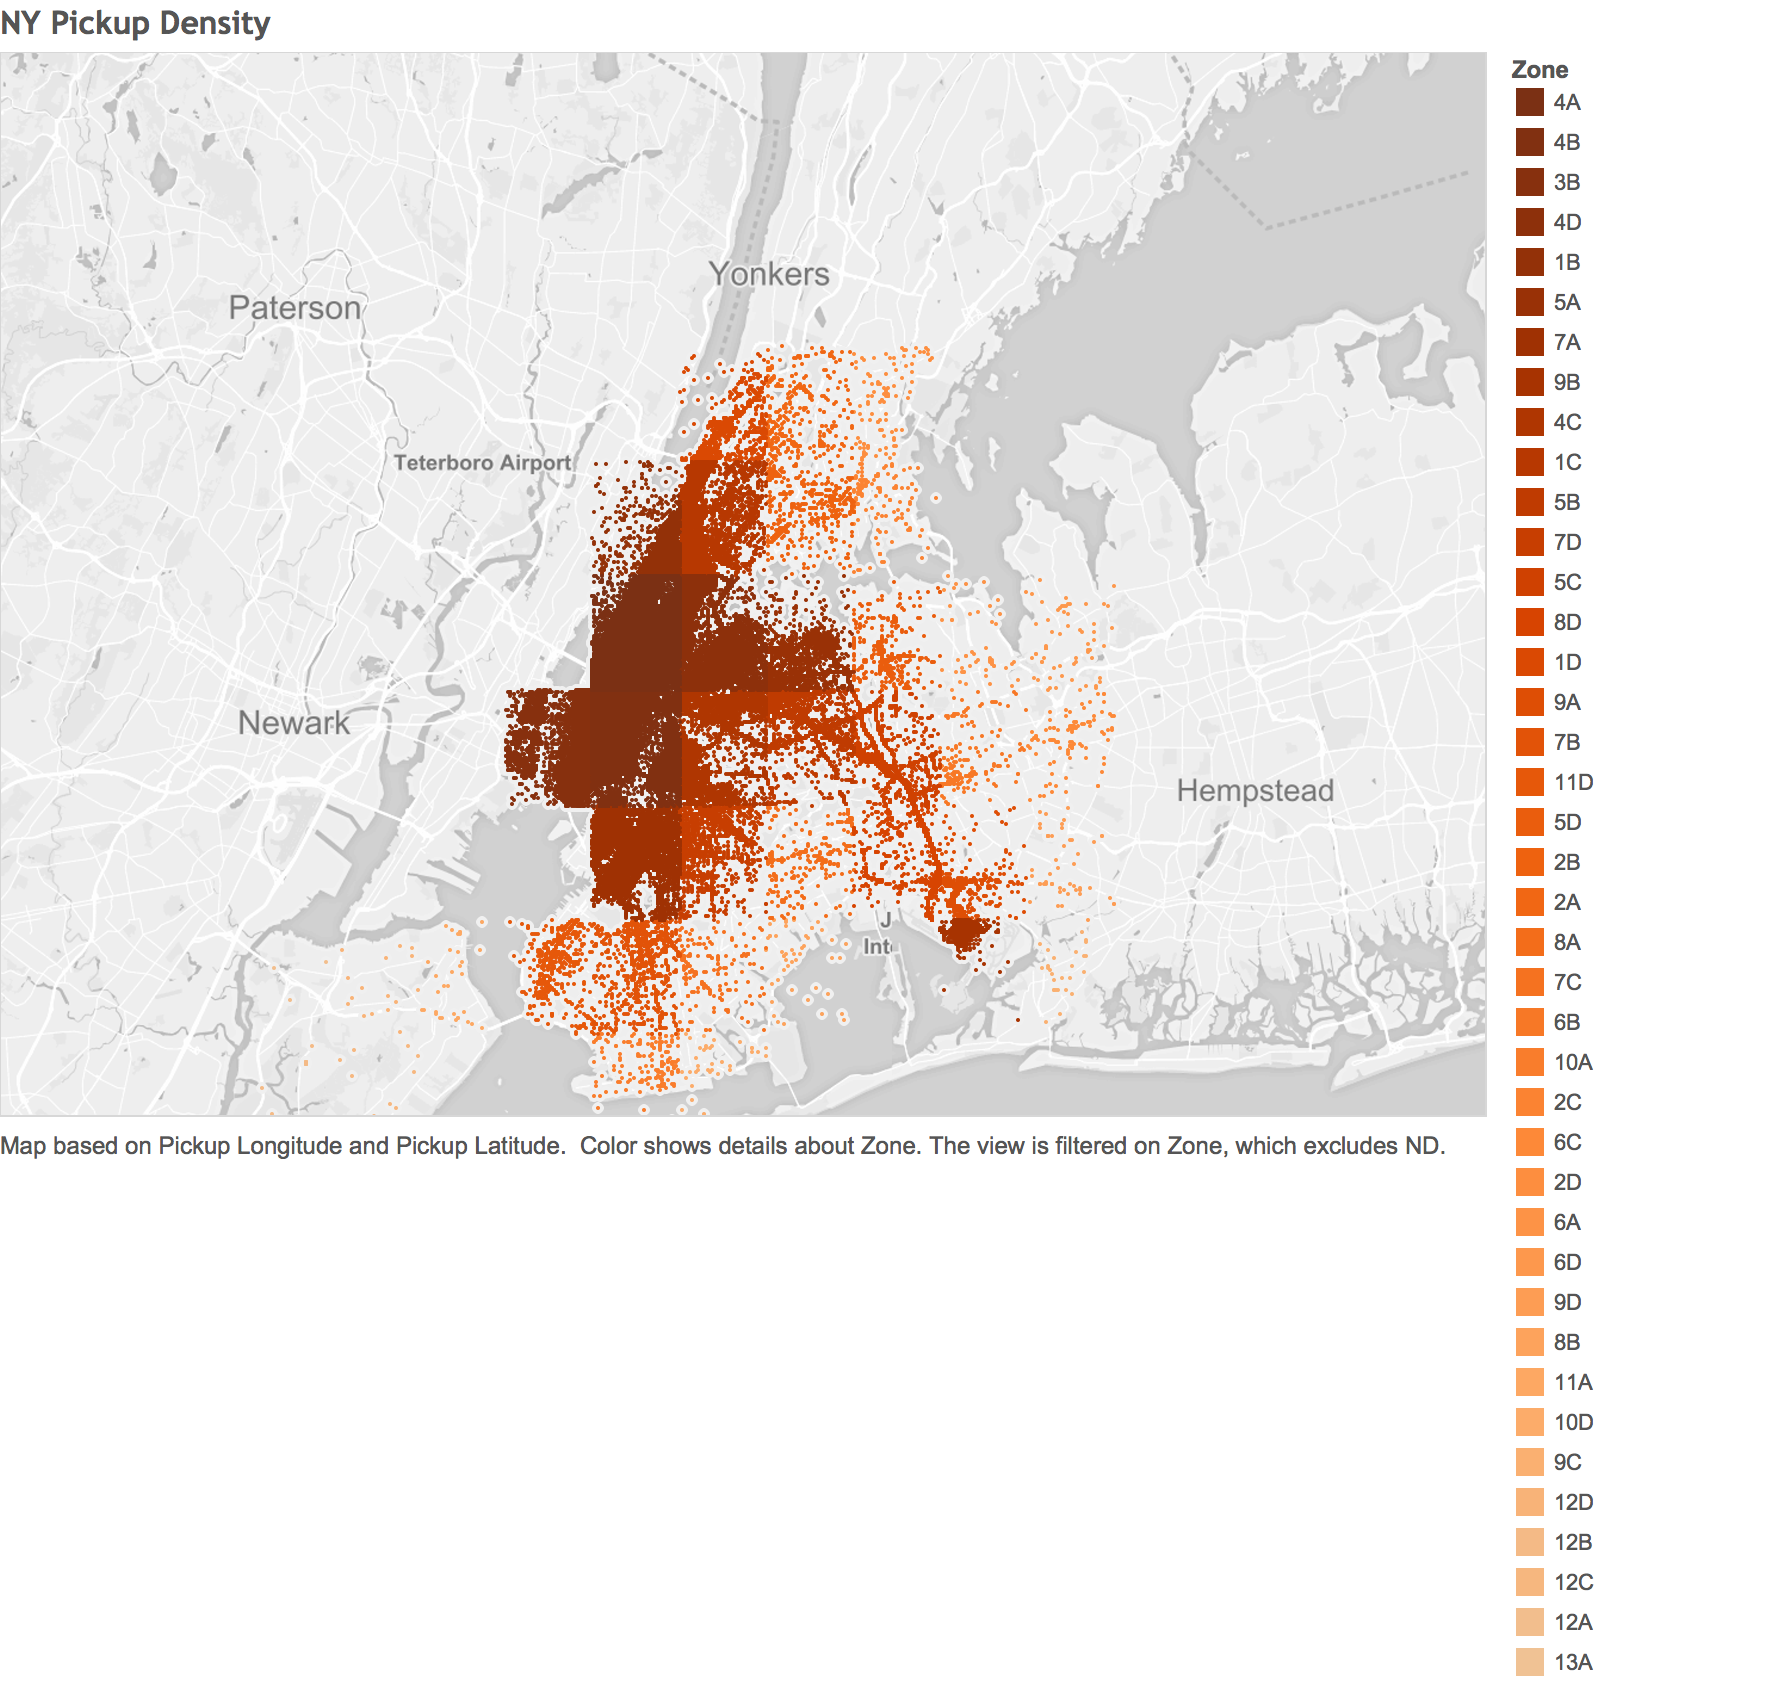 NY Pickup Density
Yonkers
Paterson
Teterboro Airport
Newark
Hempstead
J
Int
Map based on Pickup Longitude and Pickup Latitude.  Color shows details about Zone. The view is filtered on Zone, which excludes ND.
Zone
4A
4B
3B
4D
1B
5A
7A
9B
4C
1C
5B
7D
5C
8D
1D
9A
7B
11D
5D
2B
2A
8A
7C
6B
10A
2C
6C
2D
6A
6D
9D
8B
11A
10D
9C
12D
12B
12C
12A
13A